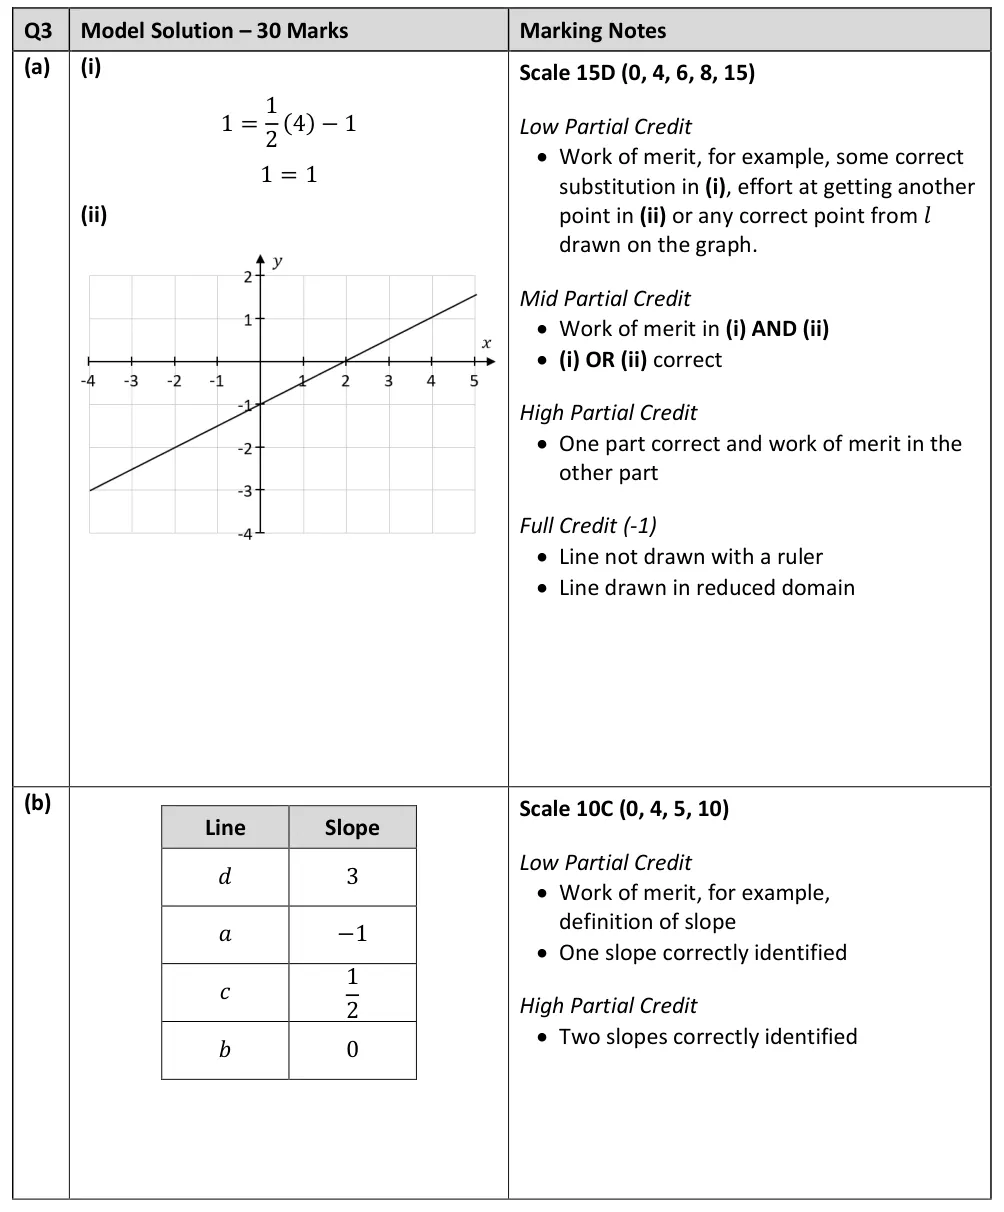 Q3 Model Solution – 30 Marks Marking Notes
(a) (i)
1 = 1/2 (4) − 1
1 = 1
(ii)
y
2
1
x
-4 -3 -2 -1 1 2 3 4 5
-1
-2
-3
-4
Scale 15D (0, 4, 6, 8, 15)
Low Partial Credit
• Work of merit, for example, some correct
substitution in (i), effort at getting another
point in (ii) or any correct point from l
drawn on the graph.
Mid Partial Credit
• Work of merit in (i) AND (ii)
• (i) OR (ii) correct
High Partial Credit
• One part correct and work of merit in the
other part
Full Credit (-1)
• Line not drawn with a ruler
• Line drawn in reduced domain
(b)
Line Slope
d 3
a −1
c 1/2
b 0
Scale 10C (0, 4, 5, 10)
Low Partial Credit
• Work of merit, for example,
definition of slope
• One slope correctly identified
High Partial Credit
• Two slopes correctly identified